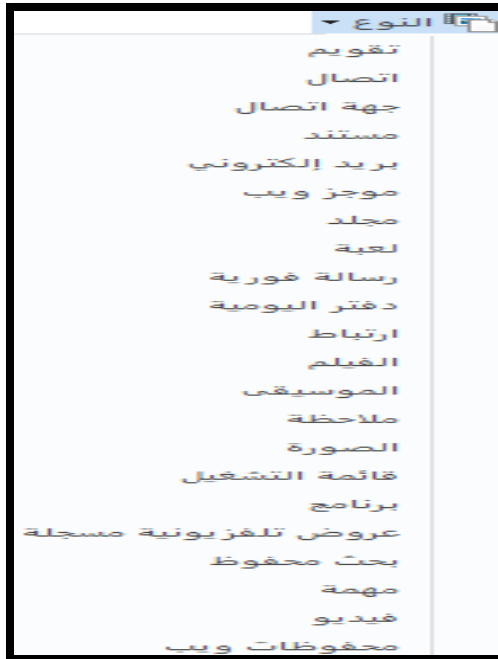 النوع
تقويم
اتصال
جهة اتصال
مستند
بريد إلكتروني
موجز ويب
مجلد
لعبة
رسالة فورية
دفتر اليومية
ارتباط
الفيلم
الموسيقى
ملاحظة
الصورة
قائمة التشغيل
برنامج
عروض تلفزيونية مسجلة
بحث محفوظ
مهمة
فيديو
محفوظات ويب